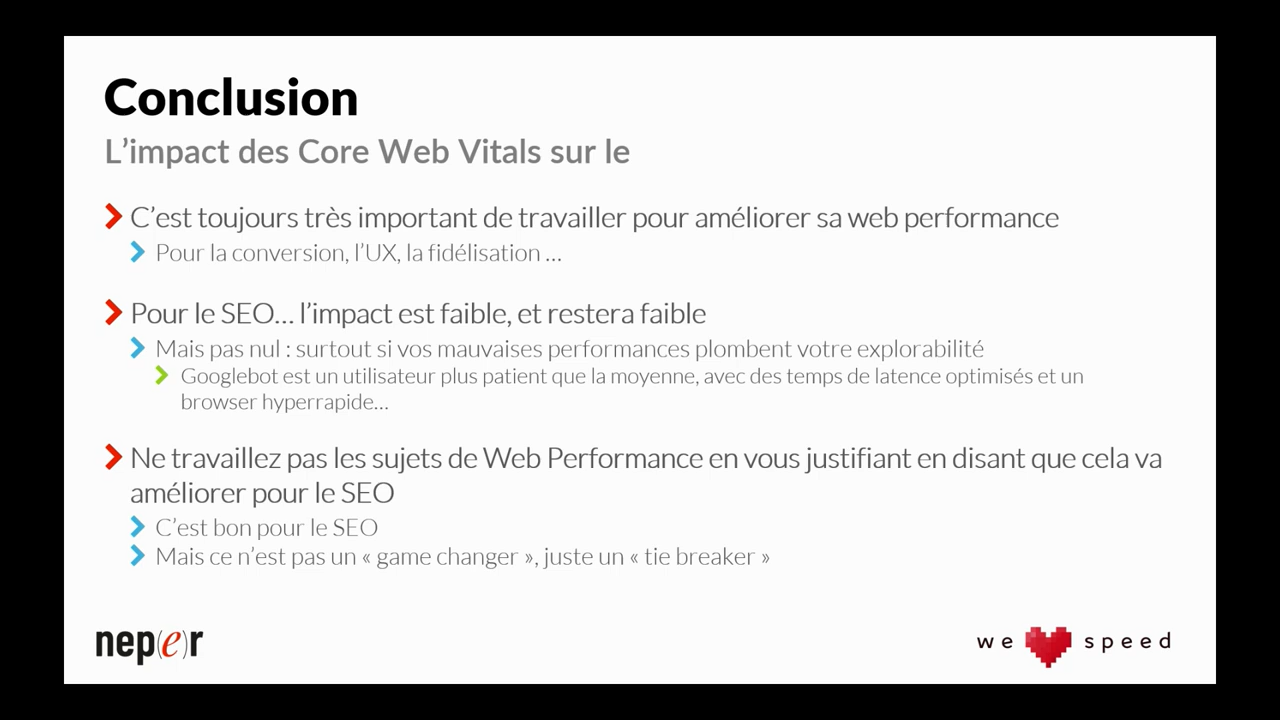 Conclusion
L’impact des Core Web Vitals sur le
C’est toujours très important de travailler pour améliorer sa web performance
Pour la conversion, l’UX, la fidélisation …
Pour le SEO… l’impact est faible, et restera faible
Mais pas nul : surtout si vos mauvaises performances plombent votre explorabilité
Googlebot est un utilisateur plus patient que la moyenne, avec des temps de latence optimisés et un
browser hyperrapide…
Ne travaillez pas les sujets de Web Performance en vous justifiant en disant que cela va
améliorer pour le SEO
C’est bon pour le SEO
Mais ce n’est pas un « game changer », juste un « tie breaker »
nep(e)r
we speed